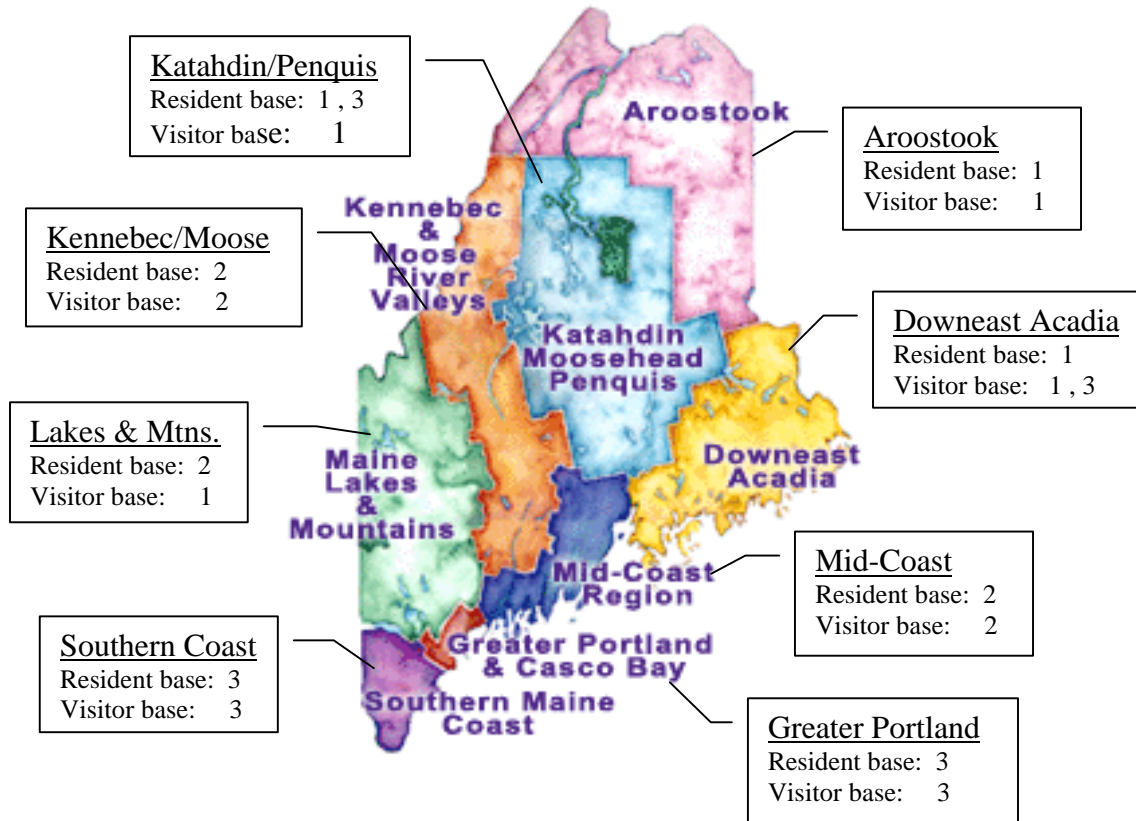 Katahdin/Penquis
Resident base: 1 , 3
Visitor base: 1
Aroostook
Aroostook
Resident base: 1
Visitor base: 1
Kennebec
&
Moose
River
Valleys
Kennebec/Moose
Resident base: 2
Visitor base: 2
Katahdin
Moosehead
Penquis
Downeast Acadia
Resident base: 1
Visitor base: 1 , 3
Lakes & Mtns.
Resident base: 2
Visitor base: 1
Maine
Lakes
&
Mountains
Downeast
Acadia
Mid-Coast
Region
Mid-Coast
Resident base: 2
Visitor base: 2
Southern Coast
Resident base: 3
Visitor base: 3
Greater Portland
& Casco Bay
Southern Maine
Coast
Greater Portland
Resident base: 3
Visitor base: 3